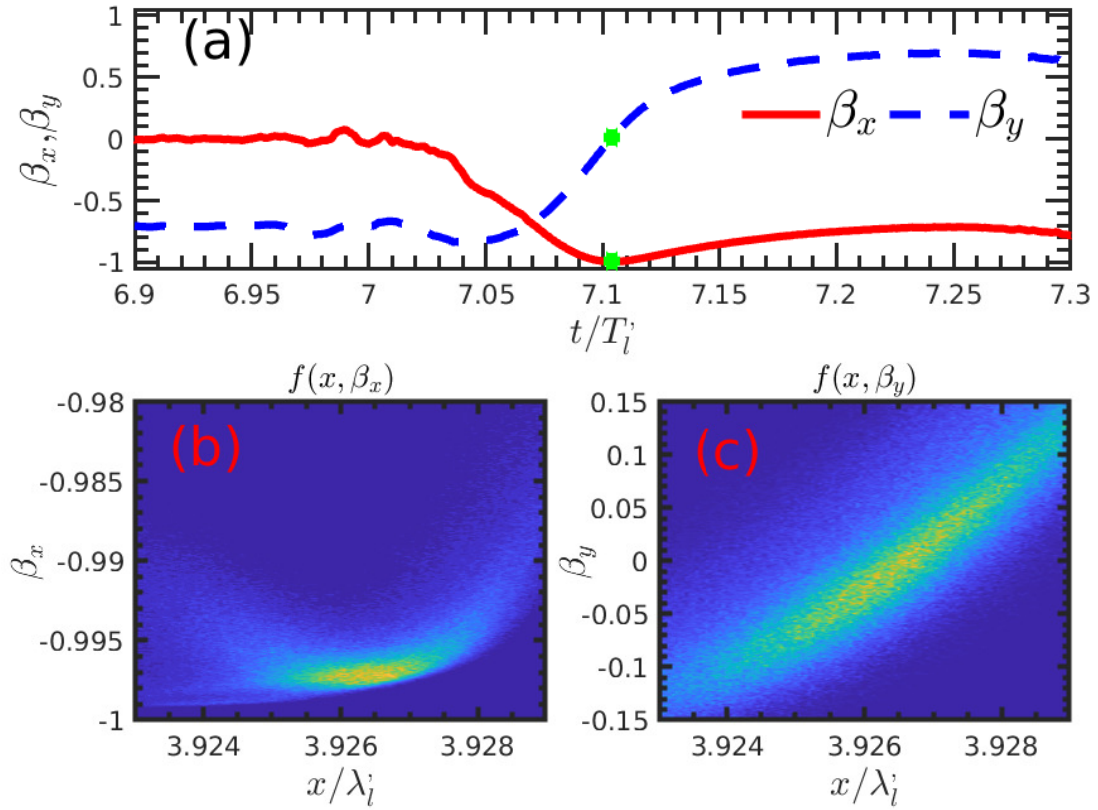 (a)
1
0.5
0
-0.5
-1
β_x, β_y
β_x
β_y
6.9 6.95 7 7.05 7.1 7.15 7.2 7.25 7.3
t/T_l'
f(x, β_x)
(b)
-0.98
-0.985
-0.99
-0.995
-1
β_x
3.924 3.926 3.928
x/λ_l'
f(x, β_y)
(c)
0.15
0.1
0.05
0
-0.05
-0.1
-0.15
β_y
3.924 3.926 3.928
x/λ_l'